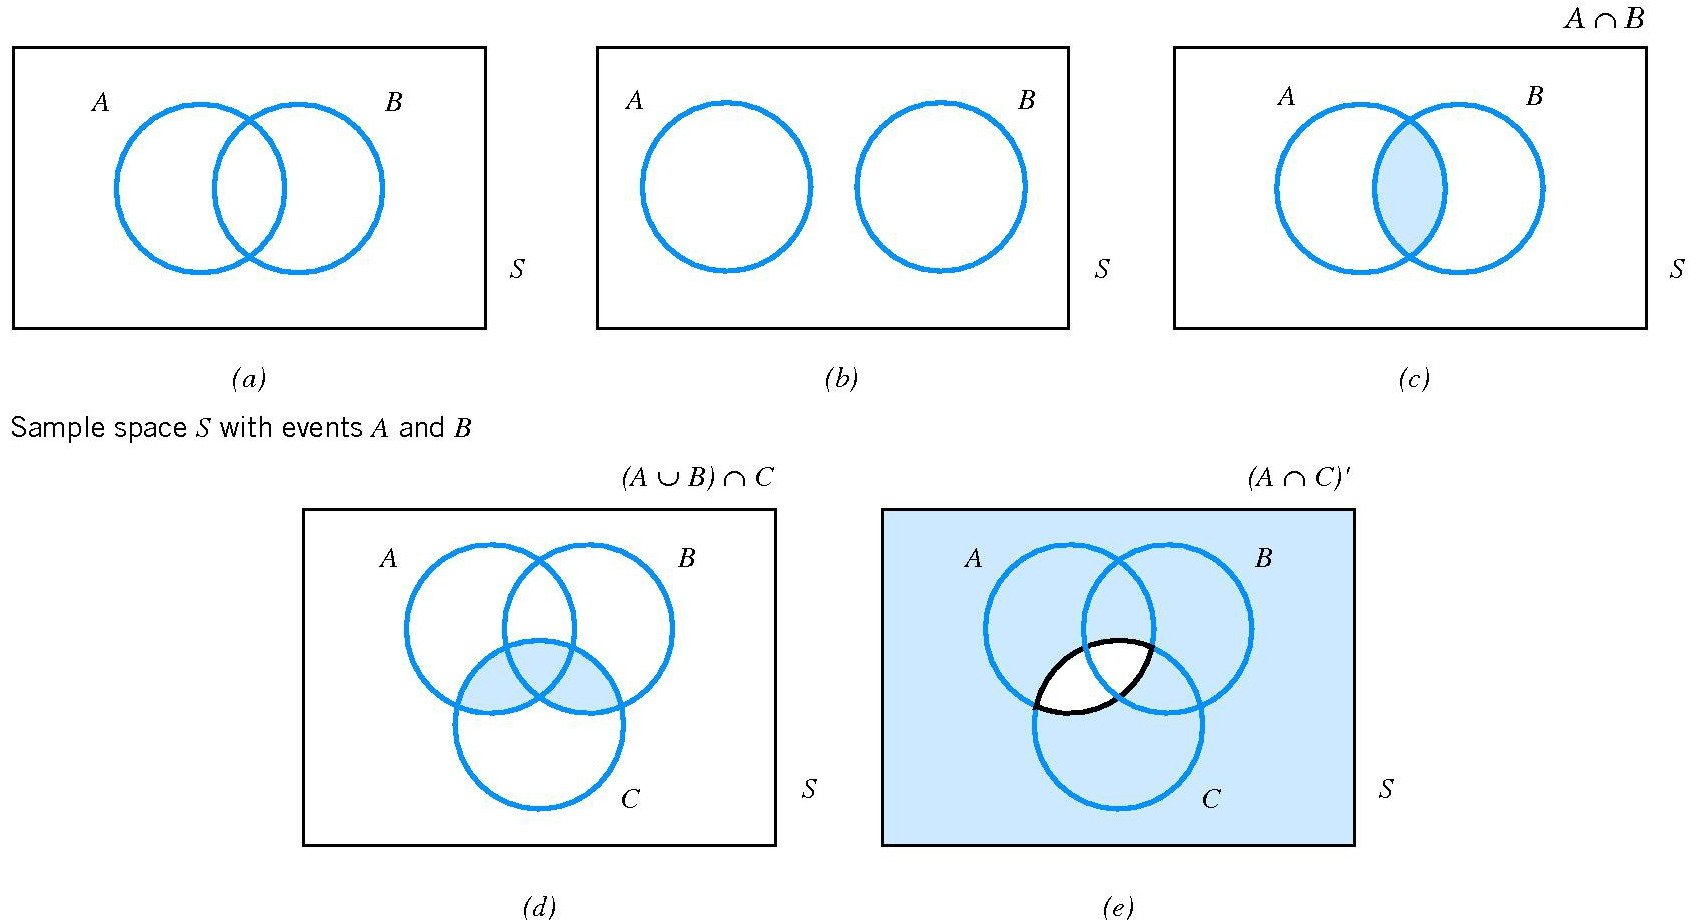 A ∩ B
A B
S
A B
S
A B
S
(a)
(b)
(c)
Sample space S with events A and B
(A ∪ B) ∩ C
(A ∩ C)'
A B
C
S
A B
C
S
(d)
(e)